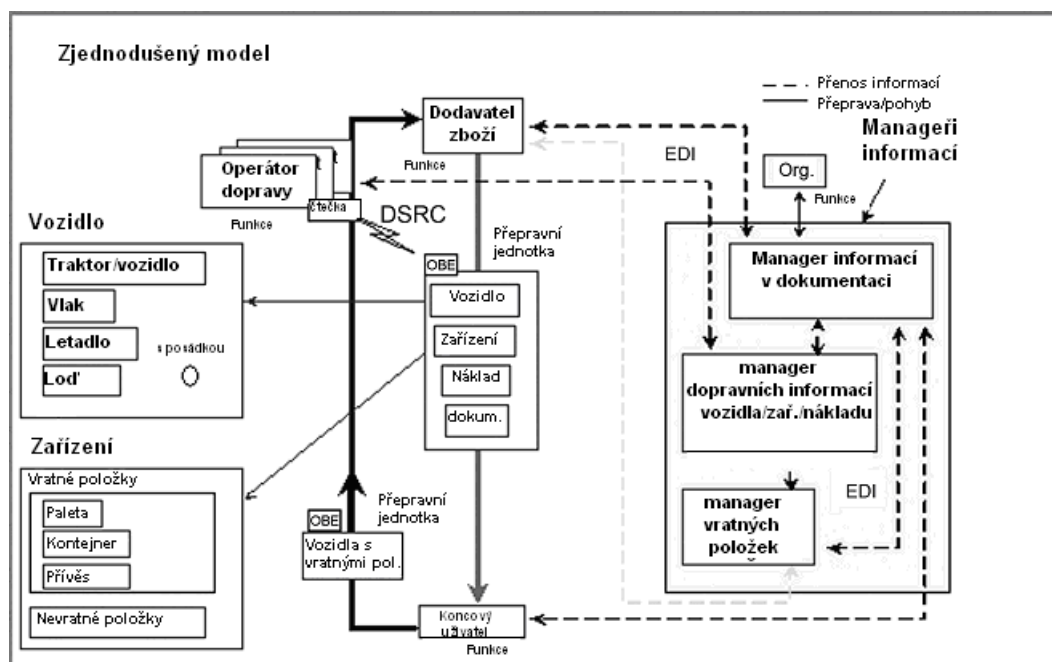 Zjednodušený model
Přenos informací
Přeprava/pohyb
Manageři
informací
Dodavatel
zboží
Funkce
EDI
Org.
Funkce
Operátor
dopravy
Funkce
čtečka
DSRC
Přepravní
jednotka
Vozidlo
Traktor/vozidlo
Vlak
Letadlo
Loď
s posádkou
OBE
Vozidlo
Zařízení
Náklad
dokum.
Manager informací
v dokumentaci
manager
dopravních informací
vozidla/zař./nákladu
manager
vratných
položek
EDI
Zařízení
Vratné položky
Paleta
Kontejner
Přívěs
Nevratné položky
Přepravní
jednotka
OBE
Vozidla s
vratnými pol.
Koncový
uživatel
Funkce